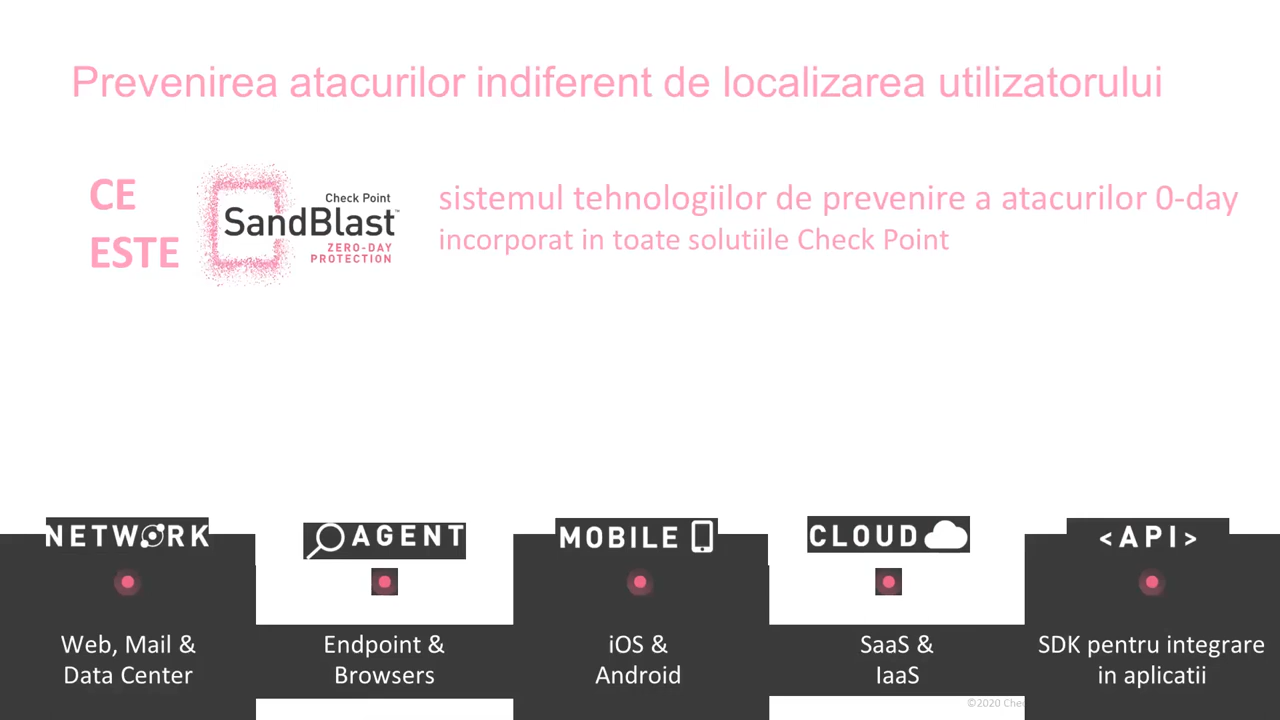 Prevenirea atacurilor indiferent de localizarea utilizatorului
CE
ESTE
Check Point
SandBlast™
ZERO-DAY
PROTECTION
sistemul tehnologiilor de prevenire a atacurilor 0-day
incorporat in toate solutiile Check Point
NETWORK
Web, Mail &
Data Center
AGENT
Endpoint &
Browsers
MOBILE
iOS &
Android
CLOUD
SaaS &
IaaS
<API>
SDK pentru integrare
in aplicatii
©2020